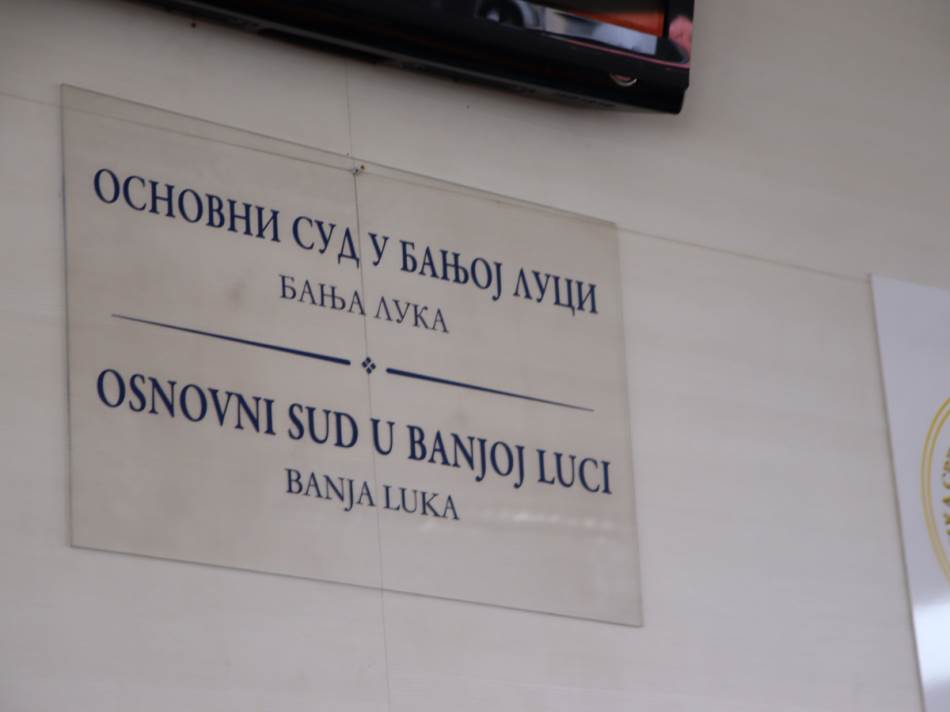 ОСНОВНИ СУД У БАЊОЈ ЛУЦИ
БАЊА ЛУКА
OSNOVNI SUD U BANJOJ LUCI
BANJA LUKA